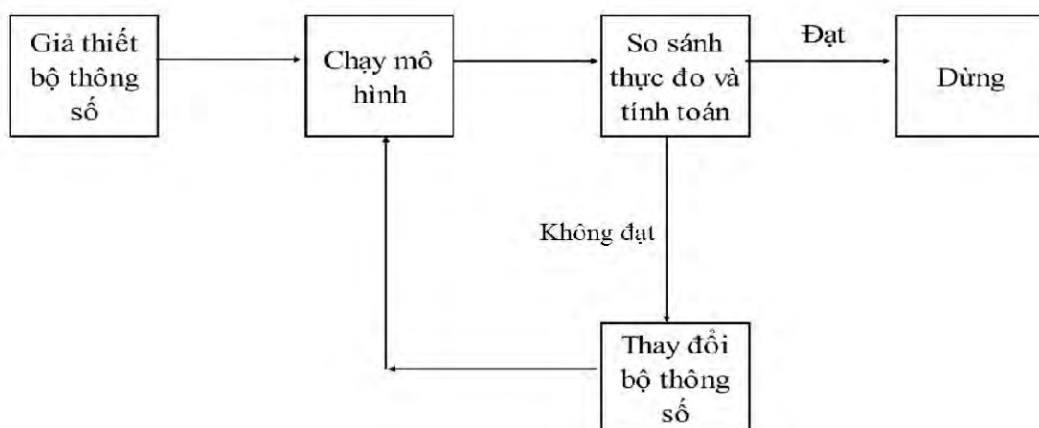 Giả thiết
bộ thông
số
Chạy mô
hình
So sánh
thực đo và
tính toán
Đạt
Dừng
Không đạt
Thay đổi
bộ thông
số